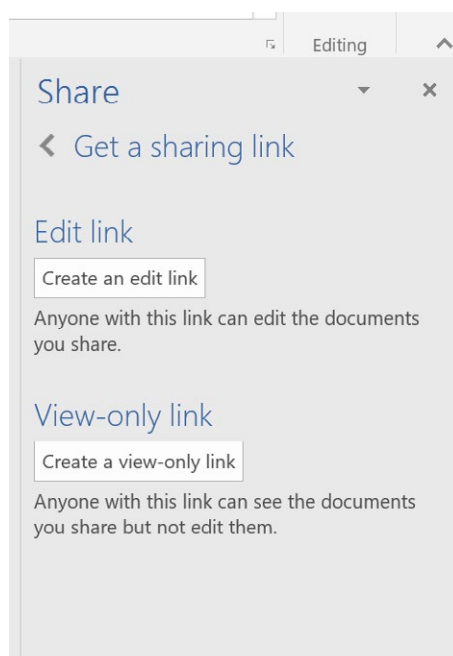 Editing
Share
Get a sharing link
Edit link
Create an edit link
Anyone with this link can edit the documents
you share.
View-only link
Create a view-only link
Anyone with this link can see the documents
you share but not edit them.